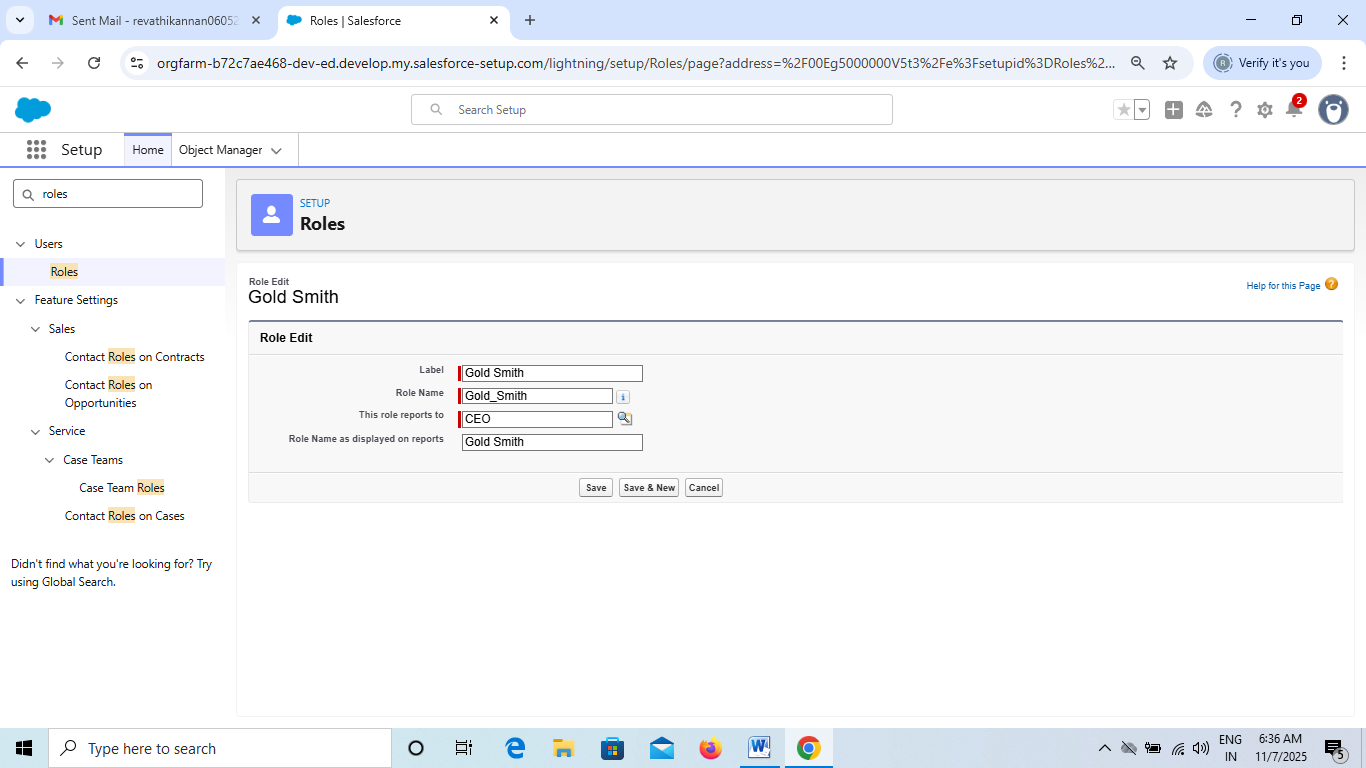 Sent Mail - revathikannan06052
Roles | Salesforce
orgfarm-b72c7ae468-dev-ed.develop.my.salesforce-setup.com/lightning/setup/Roles/page?address=%2F00Eg5000000V5t3%2Fe%3Fsetupid%3DRoles%2...
Verify it's you
Search Setup
2
Setup
Home
Object Manager
roles
Users
Roles
Feature Settings
Sales
Contact Roles on Contracts
Contact Roles on
Opportunities
Service
Case Teams
Case Team Roles
Contact Roles on Cases
Didn't find what you're looking for? Try
using Global Search.
SETUP
Roles
Role Edit
Gold Smith
Help for this Page
Role Edit
Label
Gold Smith
Role Name
Gold_Smith
This role reports to
CEO
Role Name as displayed on reports
Gold Smith
Save
Save & New
Cancel
Type here to search
ENG
IN
6:36 AM
11/7/2025
5